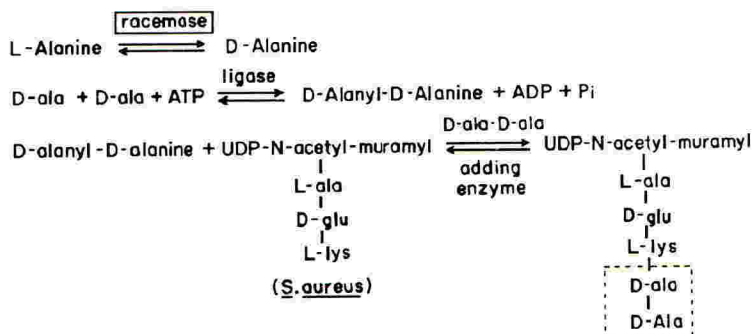 racemase
L-Alanine D-Alanine
ligase
D-ala + D-ala + ATP D-Alanyl-D-Alanine + ADP + Pi
D-ala-D-ala
D-alanyl-D-alanine + UDP-N-acetyl-muramyl UDP-N-acetyl-muramyl
adding
enzyme
L-ala L-ala
D-glu D-glu
L-lys L-lys
(S.aureus) D-ala
D-Ala